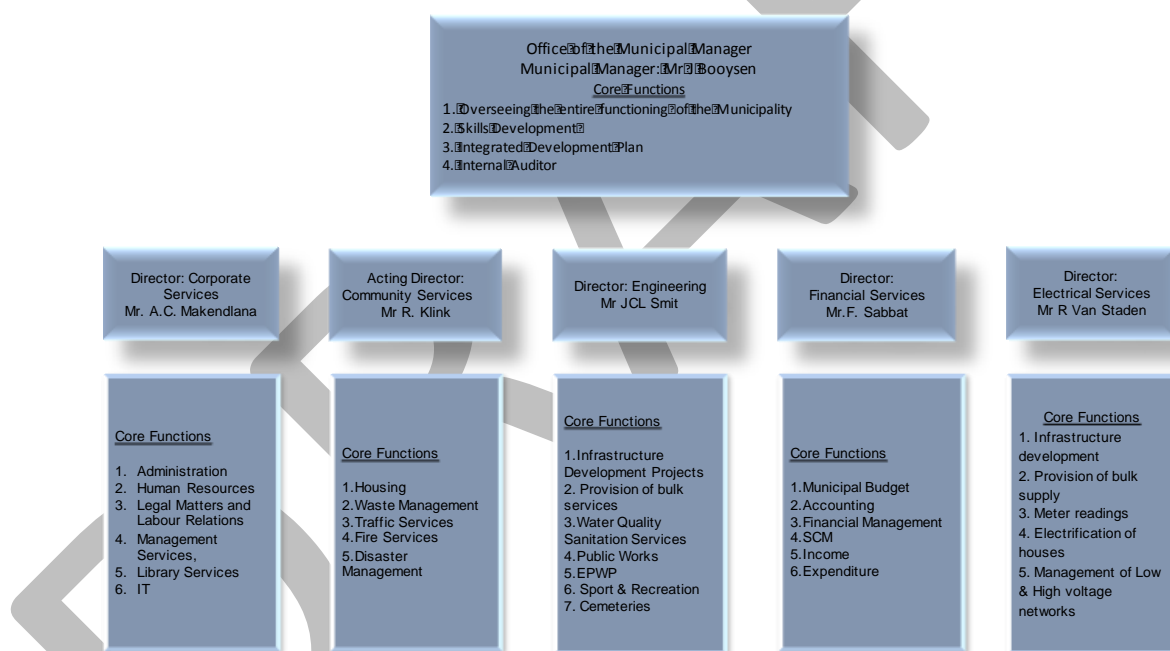 Office of the Municipal Manager
Municipal Manager: Mr J Booysen
Core Functions
1. Overseeing the entire functioning of the Municipality
2. Skills Development
3. Integrated Development Plan
4. Internal Auditor
Director: Corporate
Services
Mr. A.C. Makendlana
Acting Director:
Community Services
Mr R. Klink
Director: Engineering
Mr JCL Smit
Director:
Financial Services
Mr.F. Sabbat
Director:
Electrical Services
Mr R Van Staden
Core Functions
1. Administration
2. Human Resources
3. Legal Matters and
Labour Relations
4. Management
Services,
5. Library Services
6. IT
Core Functions
1.Housing
2.Waste Management
3.Traffic Services
4.Fire Services
5.Disaster
Management
Core Functions
1.Infrastructure
Development Projects
2. Provision of bulk
services
3.Water Quality
Sanitation Services
4.Public Works
5.EPWP
6. Sport & Recreation
7. Cemeteries
Core Functions
1.Municipal Budget
2.Accounting
3.Financial Management
4.SCM
5.Income
6.Expenditure
Core Functions
1. Infrastructure
development
2. Provision of bulk
supply
3. Meter readings
4. Electrification of
houses
5. Management of Low
& High voltage
networks